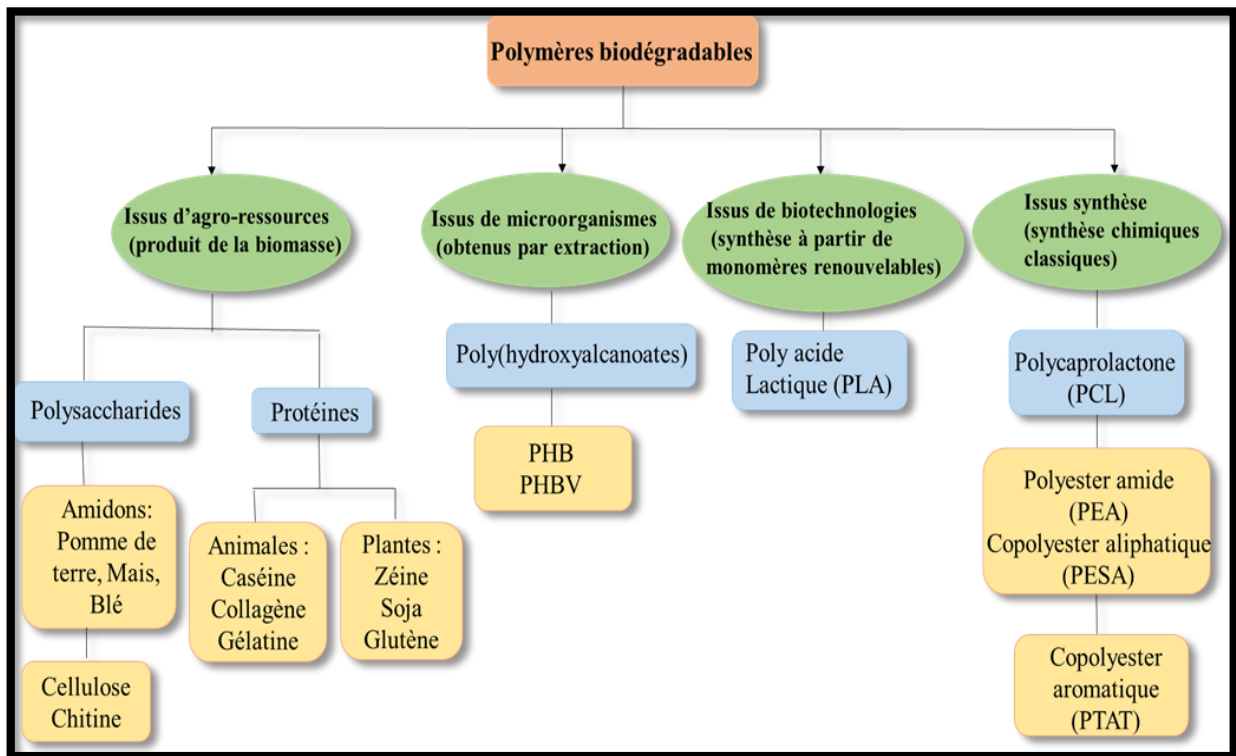 Polymères biodégradables
Issus d’agro-ressources
(produit de la biomasse)
Issus de microorganismes
(obtenus par extraction)
Issus de biotechnologies
(synthèse à partir de
monomères renouvelables)
Issus synthèse
(synthèse chimiques
classiques)
Polysaccharides
Protéines
Poly(hydroxyalcanoates)
Poly acide
Lactique (PLA)
Polycaprolactone
(PCL)
Amidons:
Pomme de
terre, Mais,
Blé
Cellulose
Chitine
Animales :
Caséine
Collagène
Gélatine
Plantes :
Zéine
Soja
Glutène
PHB
PHBV
Polyester amide
(PEA)
Copolyester aliphatique
(PESA)
Copolyester
aromatique
(PTAT)